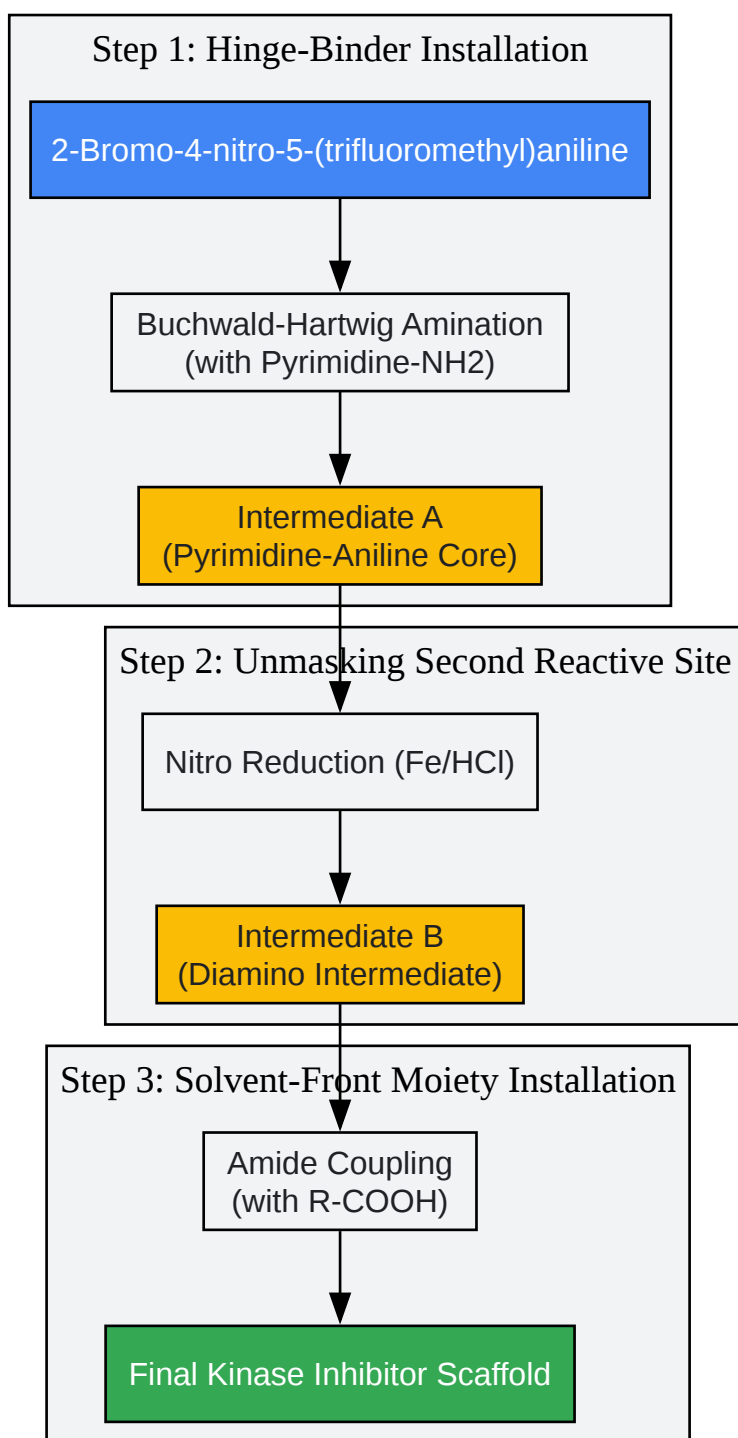 Step 1: Hinge-Binder Installation
2-Bromo-4-nitro-5-(trifluoromethyl)aniline
Buchwald-Hartwig Amination
(with Pyrimidine-NH2)
Intermediate A
(Pyrimidine-Aniline Core)
Step 2: Unmasking Second Reactive Site
Nitro Reduction (Fe/HCl)
Intermediate B
(Diamino Intermediate)
Step 3: Solvent-Front Moiety Installation
Amide Coupling
(with R-COOH)
Final Kinase Inhibitor Scaffold